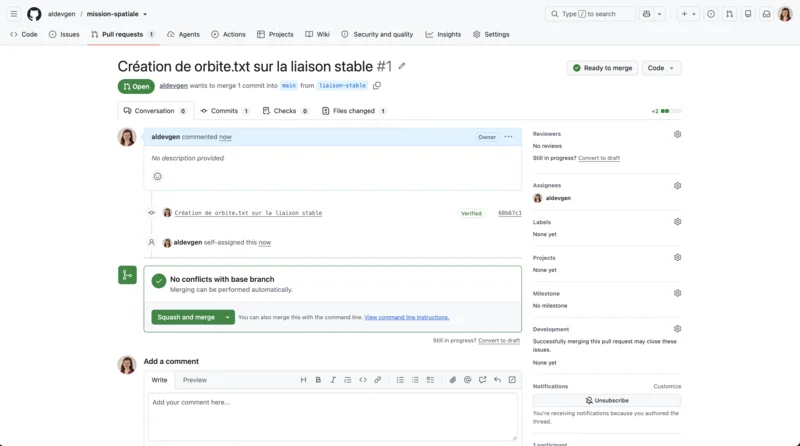 aldevgen / mission-spatiale
Type / to search
Code
Issues
Pull requests 1
Agents
Actions
Projects
Wiki
Security and quality
Insights
Settings
Création de orbite.txt sur la liaison stable #1
Ready to merge
Code
Open
aldevgen wants to merge 1 commit into main from liaison-stable
Conversation 0
Commits 1
Checks 0
Files changed 1
+2
aldevgen commented now
Owner
No description provided.
Création de orbite.txt sur la liaison stable
Verified
68b67c1
aldevgen self-assigned this now
No conflicts with base branch
Merging can be performed automatically.
Squash and merge
You can also merge this with the command line. View command line instructions.
Still in progress? Convert to draft
Add a comment
Write
Preview
Add your comment here...
Reviewers
No reviews
Still in progress? Convert to draft
Assignees
aldevgen
Labels
None yet
Projects
None yet
Milestone
No milestone
Development
Successfully merging this pull request may close these
issues.
None yet
Notifications
Customize
Unsubscribe
You're receiving notifications because you authored the
thread.
1 participant